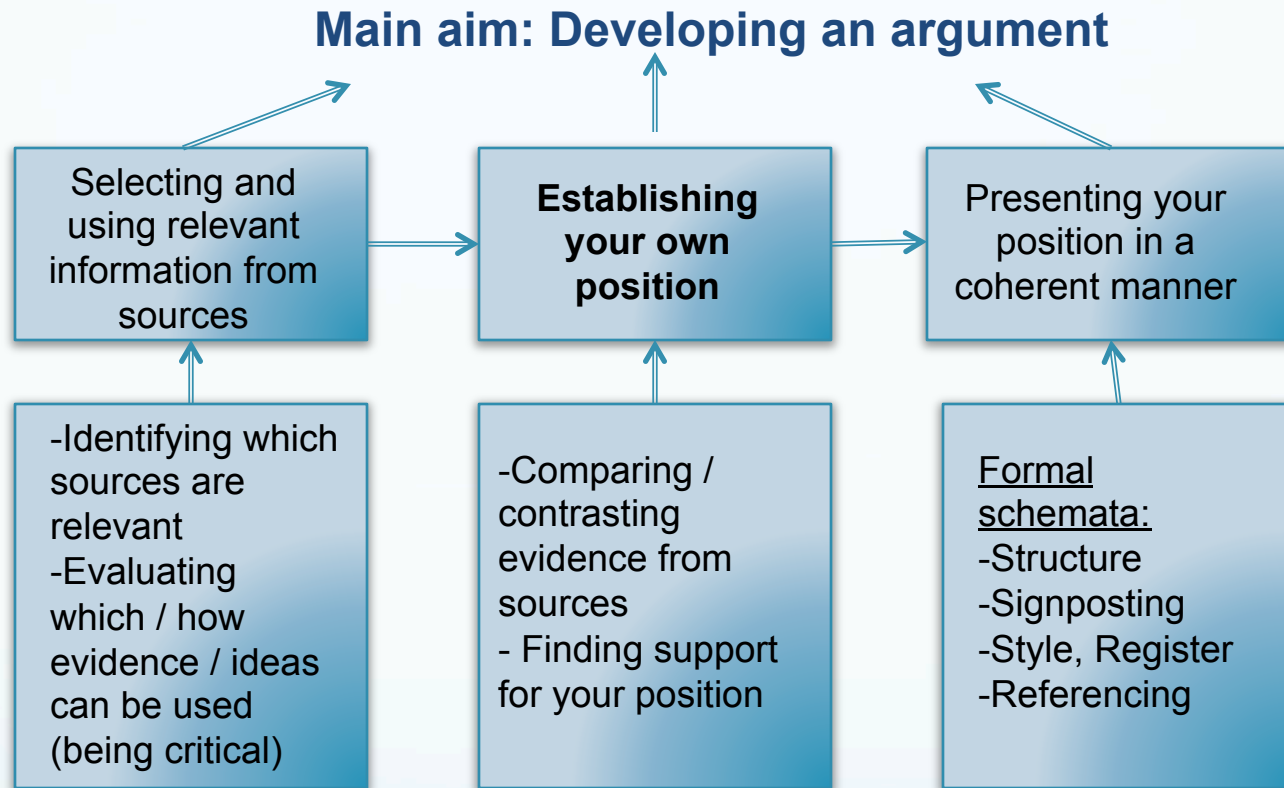 Main aim: Developing an argument
Selecting and
using relevant
information from
sources
Establishing
your own
position
Presenting your
position in a
coherent manner
-Identifying which
sources are
relevant
-Evaluating
which / how
evidence / ideas
can be used
(being critical)
-Comparing /
contrasting
evidence from
sources
- Finding support
for your position
Formal
schemata:
-Structure
-Signposting
-Style, Register
-Referencing